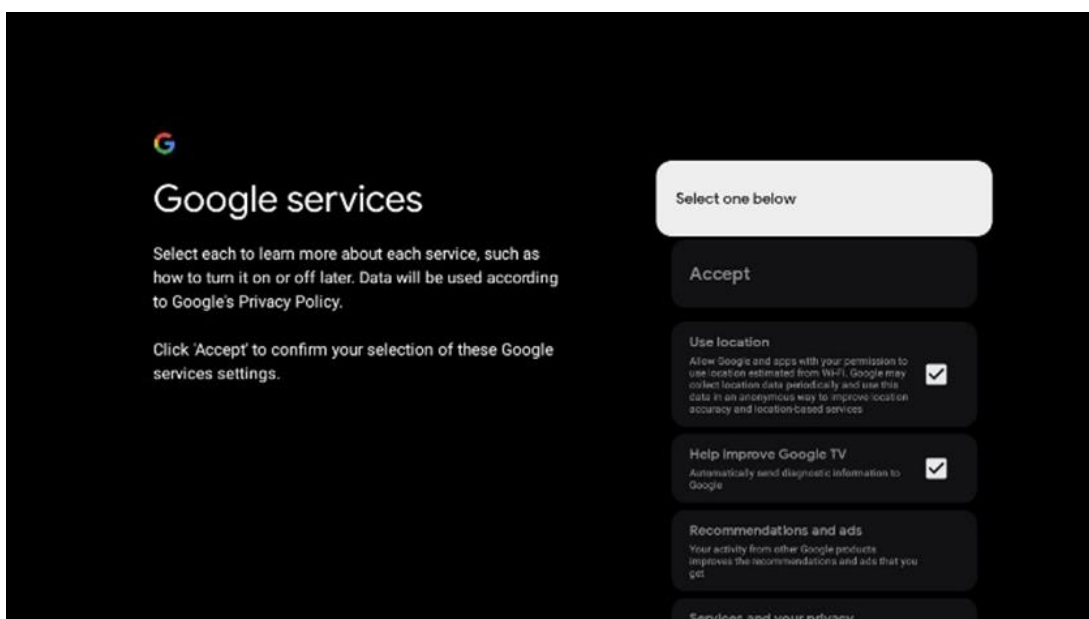 Google services
Select each to learn more about each service, such as
how to turn it on or off later. Data will be used according
to Google's Privacy Policy.
Click 'Accept' to confirm your selection of these Google
services settings.
Select one below
Accept
Use location
Allow Google and apps with your permission to
use location estimated from Wi-Fi. Google may
collect location data periodically and use this
data in an anonymous way to improve location
accuracy and location-based services
Help improve Google TV
Automatically send diagnostic information to
Google
Recommendations and ads
Your activity from other Google products
improves the recommendations and ads that you
get
Services and your privacy